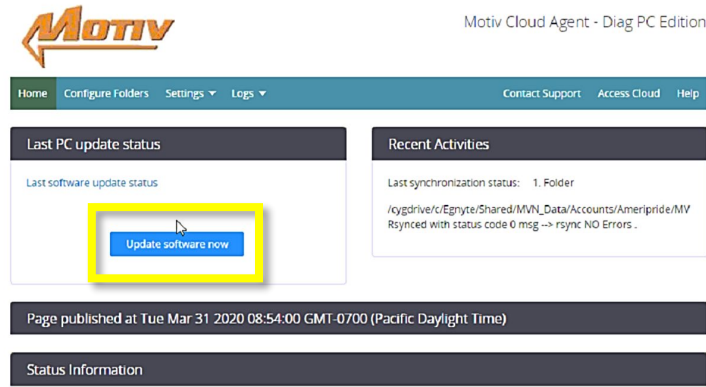 MOTIV
Motiv Cloud Agent - Diag PC Edition
Home Configure Folders Settings Logs Contact Support Access Cloud Help
Last PC update status
Last software update status
Update software now
Recent Activities
Last synchronization status: 1. Folder
/cygdrive/c/Egnyte/Shared/MVN_Data/Accounts/Ameripride/MV
Rsynced with status code 0 msg --> rsync NO Errors .
Page published at Tue Mar 31 2020 08:54:00 GMT-0700 (Pacific Daylight Time)
Status Information